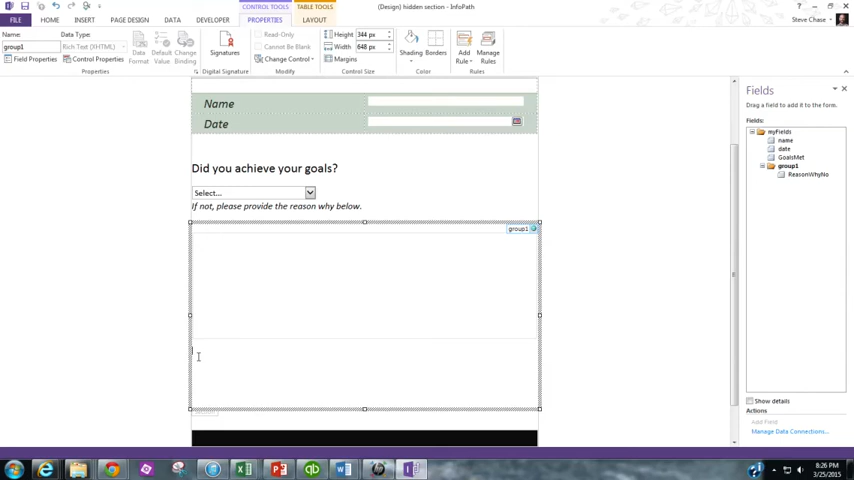 CONTROL TOOLS TABLE TOOLS (Design) hidden section - InfoPath
FILE HOME INSERT PAGE DESIGN DATA DEVELOPER PROPERTIES LAYOUT Steve Chase
Name: Data Type:
group1 Rich Text (XHTML)
Field Properties Control Properties
Properties
Data Format
Default Value
Change Binding
Signatures
Digital Signature
Read-Only
Cannot Be Blank
Change Control
Modify
Height 344 px
Width 648 px
Margins
Control Size
Shading Borders
Color
Add Rule
Manage Rules
Rules
Name
Date
Did you achieve your goals?
Select...
If not, please provide the reason why below.
group1
Fields
Drag a field to add it to the form.
Fields:
myFields
name
date
GoalsMet
group1
ReasonWhyNo
Show details
Actions
Add Field
Manage Data Connections...
8:26 PM
3/25/2015